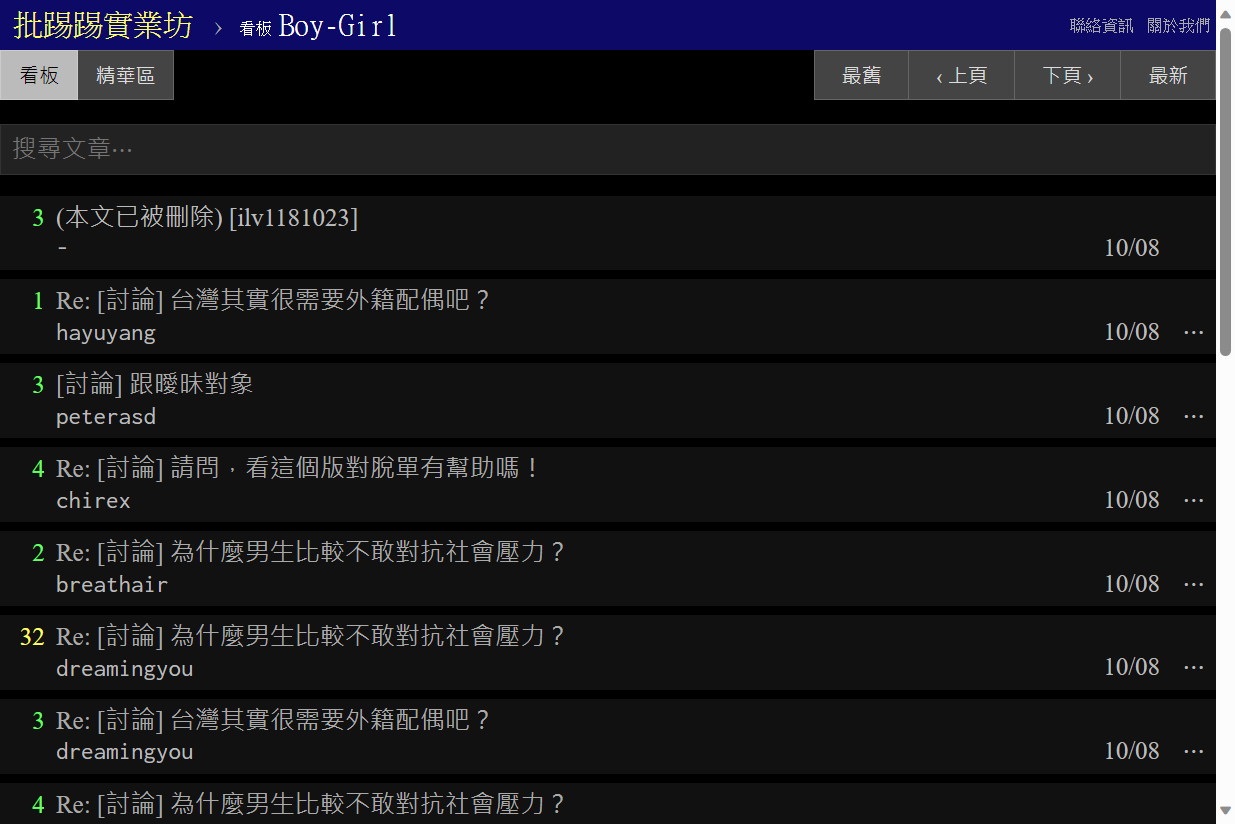 批踢踢實業坊 › 看板 Boy-Girl 聯絡資訊 關於我們
看板 精華區 最舊 ‹ 上頁 下頁 › 最新
搜尋文章…
3 (本文已被刪除) [ilv1181023]
- 10/08
1 Re: [討論] 台灣其實很需要外籍配偶吧？
hayuyang 10/08 ⋯
3 [討論] 跟曖昧對象
peterasd 10/08 ⋯
4 Re: [討論] 請問，看這個版對脫單有幫助嗎！
chirex 10/08 ⋯
2 Re: [討論] 為什麼男生比較不敢對抗社會壓力？
breathair 10/08 ⋯
32 Re: [討論] 為什麼男生比較不敢對抗社會壓力？
dreamingyou 10/08 ⋯
3 Re: [討論] 台灣其實很需要外籍配偶吧？
dreamingyou 10/08 ⋯
4 Re: [討論] 為什麼男生比較不敢對抗社會壓力？